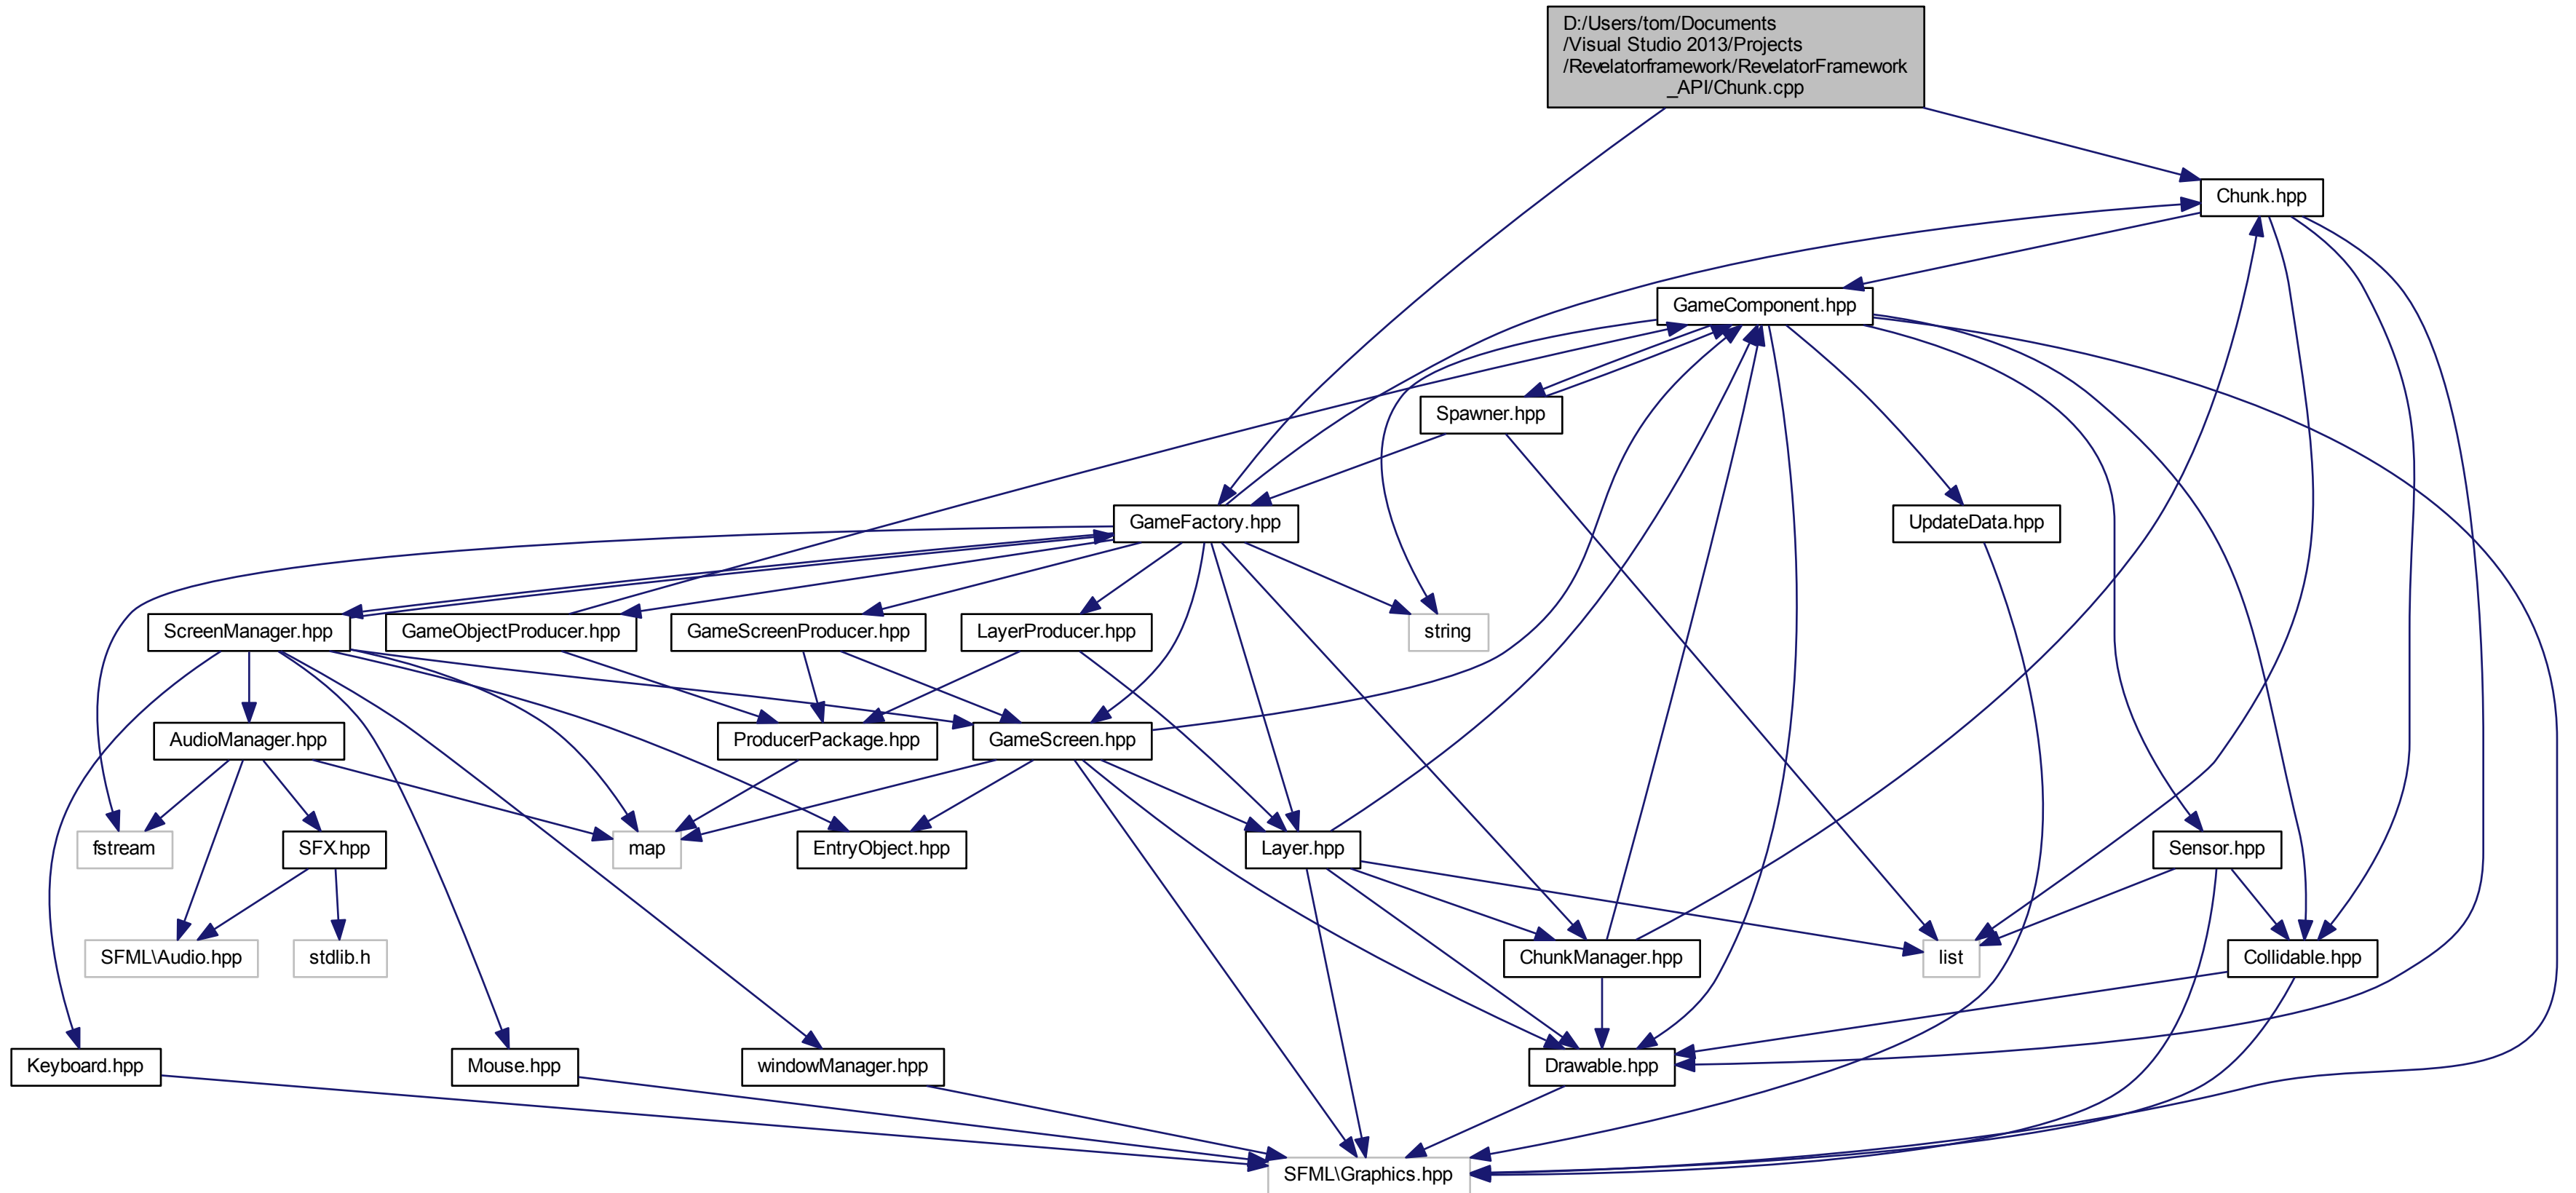 D:/Users/tom/Documents
/Visual Studio 2013/Projects
/Revelatorframework/RevelatorFramework
_API/Chunk.cpp
Chunk.hpp
GameComponent.hpp
Spawner.hpp
GameFactory.hpp
UpdateData.hpp
ScreenManager.hpp
GameObjectProducer.hpp
GameScreenProducer.hpp
LayerProducer.hpp
string
AudioManager.hpp
ProducerPackage.hpp
GameScreen.hpp
fstream
SFX.hpp
map
EntryObject.hpp
Layer.hpp
Sensor.hpp
SFML\Audio.hpp
stdlib.h
ChunkManager.hpp
list
Collidable.hpp
Keyboard.hpp
Mouse.hpp
windowManager.hpp
Drawable.hpp
SFML\Graphics.hpp